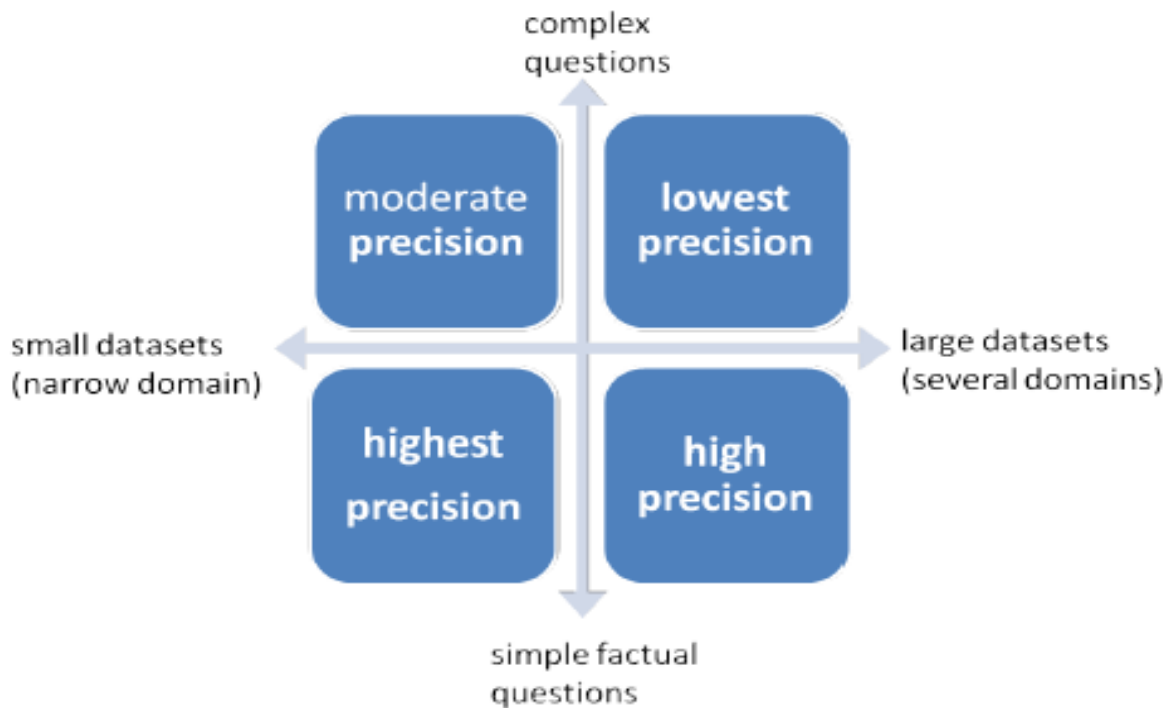 complex
questions
moderate
precision
lowest
precision
small datasets
(narrow domain)
large datasets
(several domains)
highest
precision
high
precision
simple factual
questions